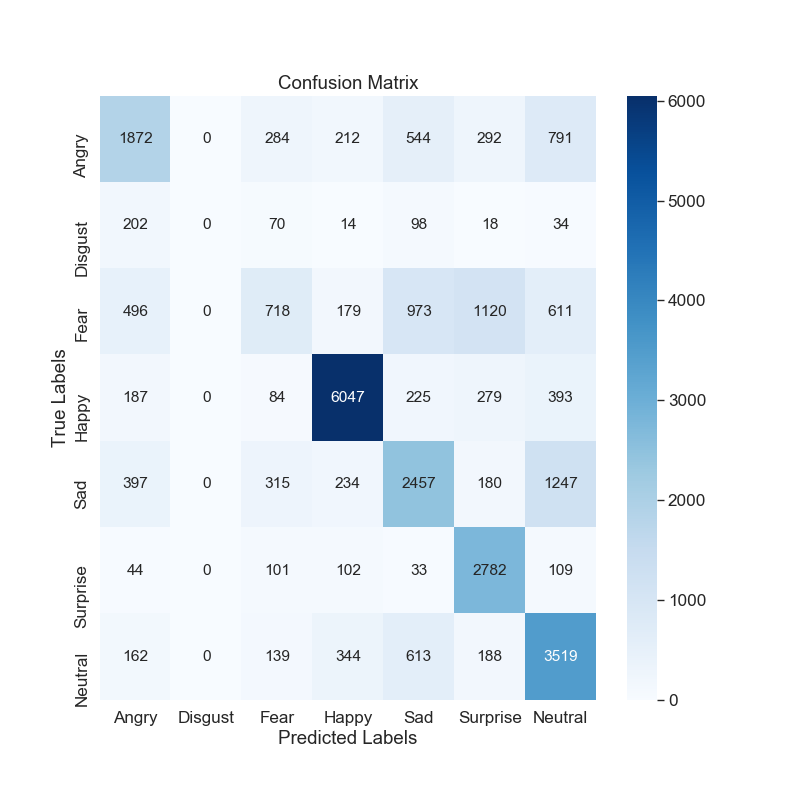 Confusion Matrix
True Labels
Angry 1872 0 284 212 544 292 791
Disgust 202 0 70 14 98 18 34
Fear 496 0 718 179 973 1120 611
Happy 187 0 84 6047 225 279 393
Sad 397 0 315 234 2457 180 1247
Surprise 44 0 101 102 33 2782 109
Neutral 162 0 139 344 613 188 3519
Angry Disgust Fear Happy Sad Surprise Neutral
Predicted Labels
6000
5000
4000
3000
2000
1000
0